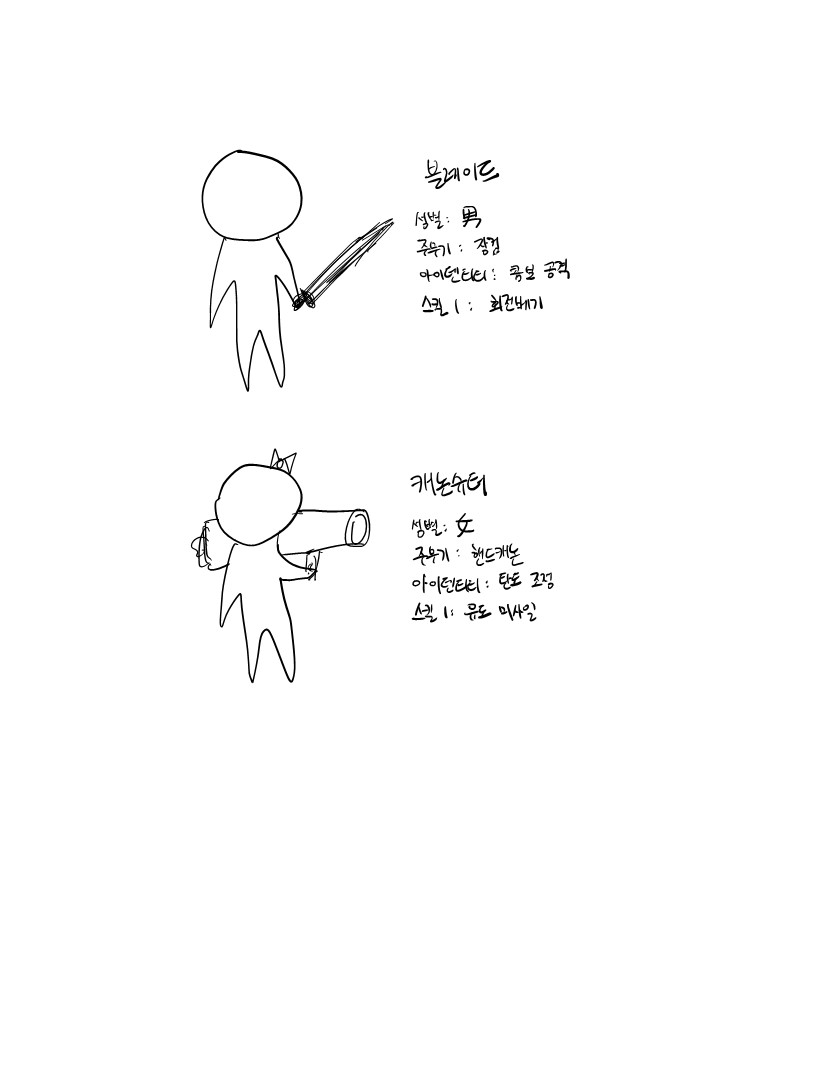 블레이드
성별: 男
주무기: 장검
아이덴티티: 콤보 공격
스킬 1: 회전베기
캐논슈터
성별: 女
주무기: 핸드캐논
아이덴티티: 탄도 조정
스킬 1: 유도 미사일